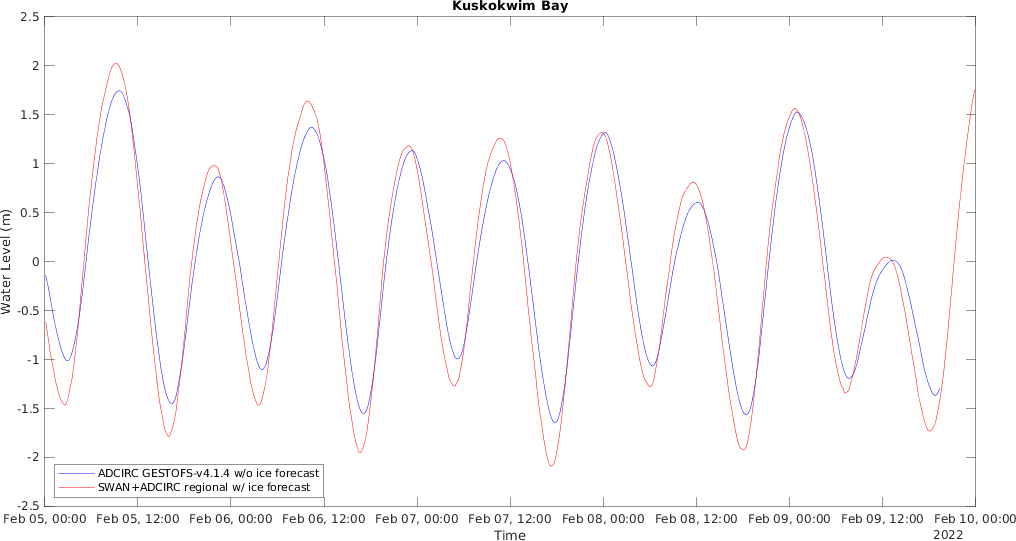 Kuskokwim Bay
2.5
2
1.5
1
0.5
0
-0.5
-1
-1.5
-2
-2.5
Water Level (m)
ADCIRC GESTOFS-v4.1.4 w/o ice forecast
SWAN+ADCIRC regional w/ ice forecast
Feb 05, 00:00 Feb 05, 12:00 Feb 06, 00:00 Feb 06, 12:00 Feb 07, 00:00 Feb 07, 12:00 Feb 08, 00:00 Feb 08, 12:00 Feb 09, 00:00 Feb 09, 12:00 Feb 10, 00:00
Time
2022